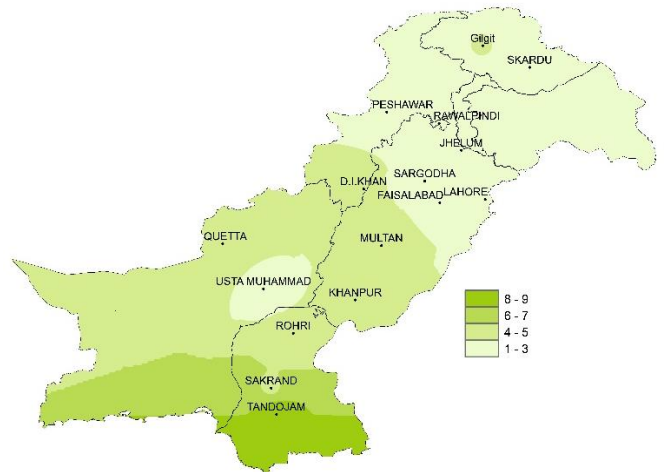 Gilgit
SKARDU
PESHAWAR
RAWALPINDI
JHELUM
SARGODHA
D.I.KHAN
FAISALABAD
LAHORE
QUETTA
MULTAN
USTA MUHAMMAD
KHANPUR
8 - 9
6 - 7
4 - 5
1 - 3
ROHRI
SAKRAND
TANDOJAM